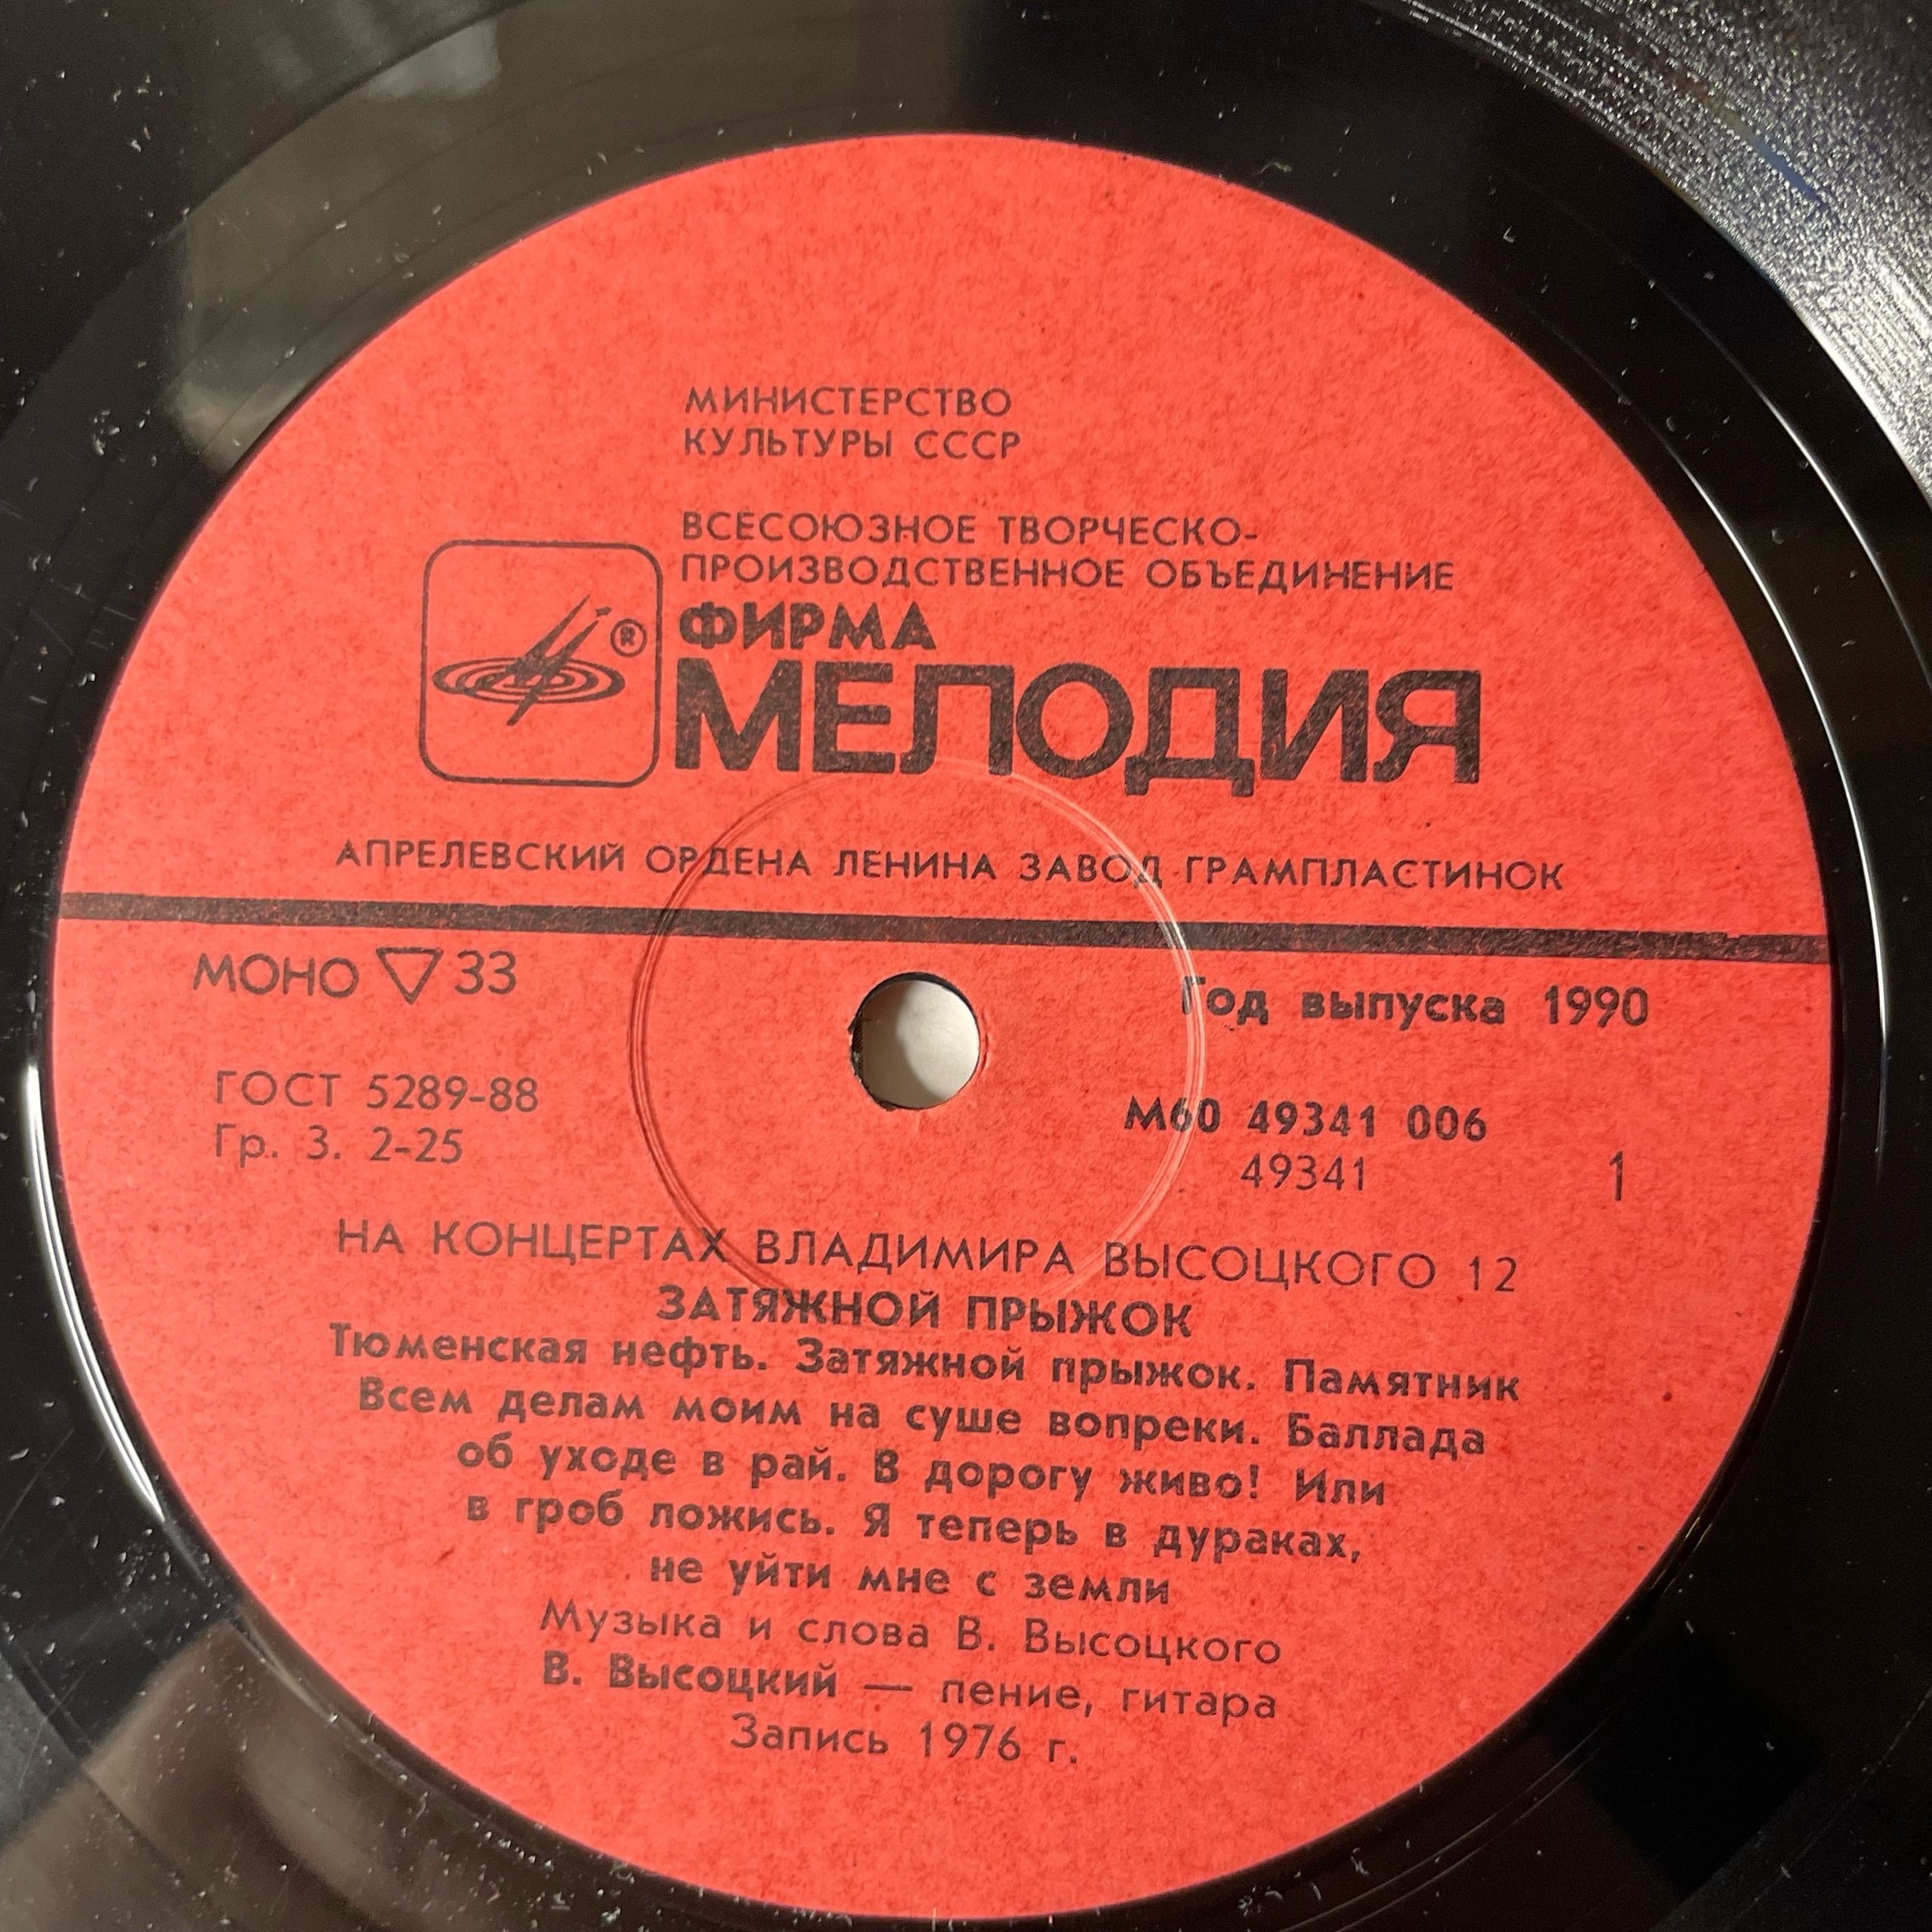 МИНИСТЕРСТВО
КУЛЬТУРЫ СССР
ВСЕСОЮЗНОЕ ТВОРЧЕСКО-
ПРОИЗВОДСТВЕННОЕ ОБЪЕДИНЕНИЕ
®
ФИРМА
МЕЛОДИЯ
АПРЕЛЕВСКИЙ ОРДЕНА ЛЕНИНА ЗАВОД ГРАМПЛАСТИНОК
МОНО ▽ 33
Год выпуска 1990
ГОСТ 5289-88
Гр. 3. 2-25
М60 49341 006
49341
1
НА КОНЦЕРТАХ ВЛАДИМИРА ВЫСОЦКОГО 12
ЗАТЯЖНОЙ ПРЫЖОК
Тюменская нефть. Затяжной прыжок. Памятник
Всем делам моим на суше вопреки. Баллада
об уходе в рай. В дорогу живо! Или
в гроб ложись. Я теперь в дураках,
не уйти мне с земли
Музыка и слова В. Высоцкого
В. Высоцкий — пение, гитара
Запись 1976 г.